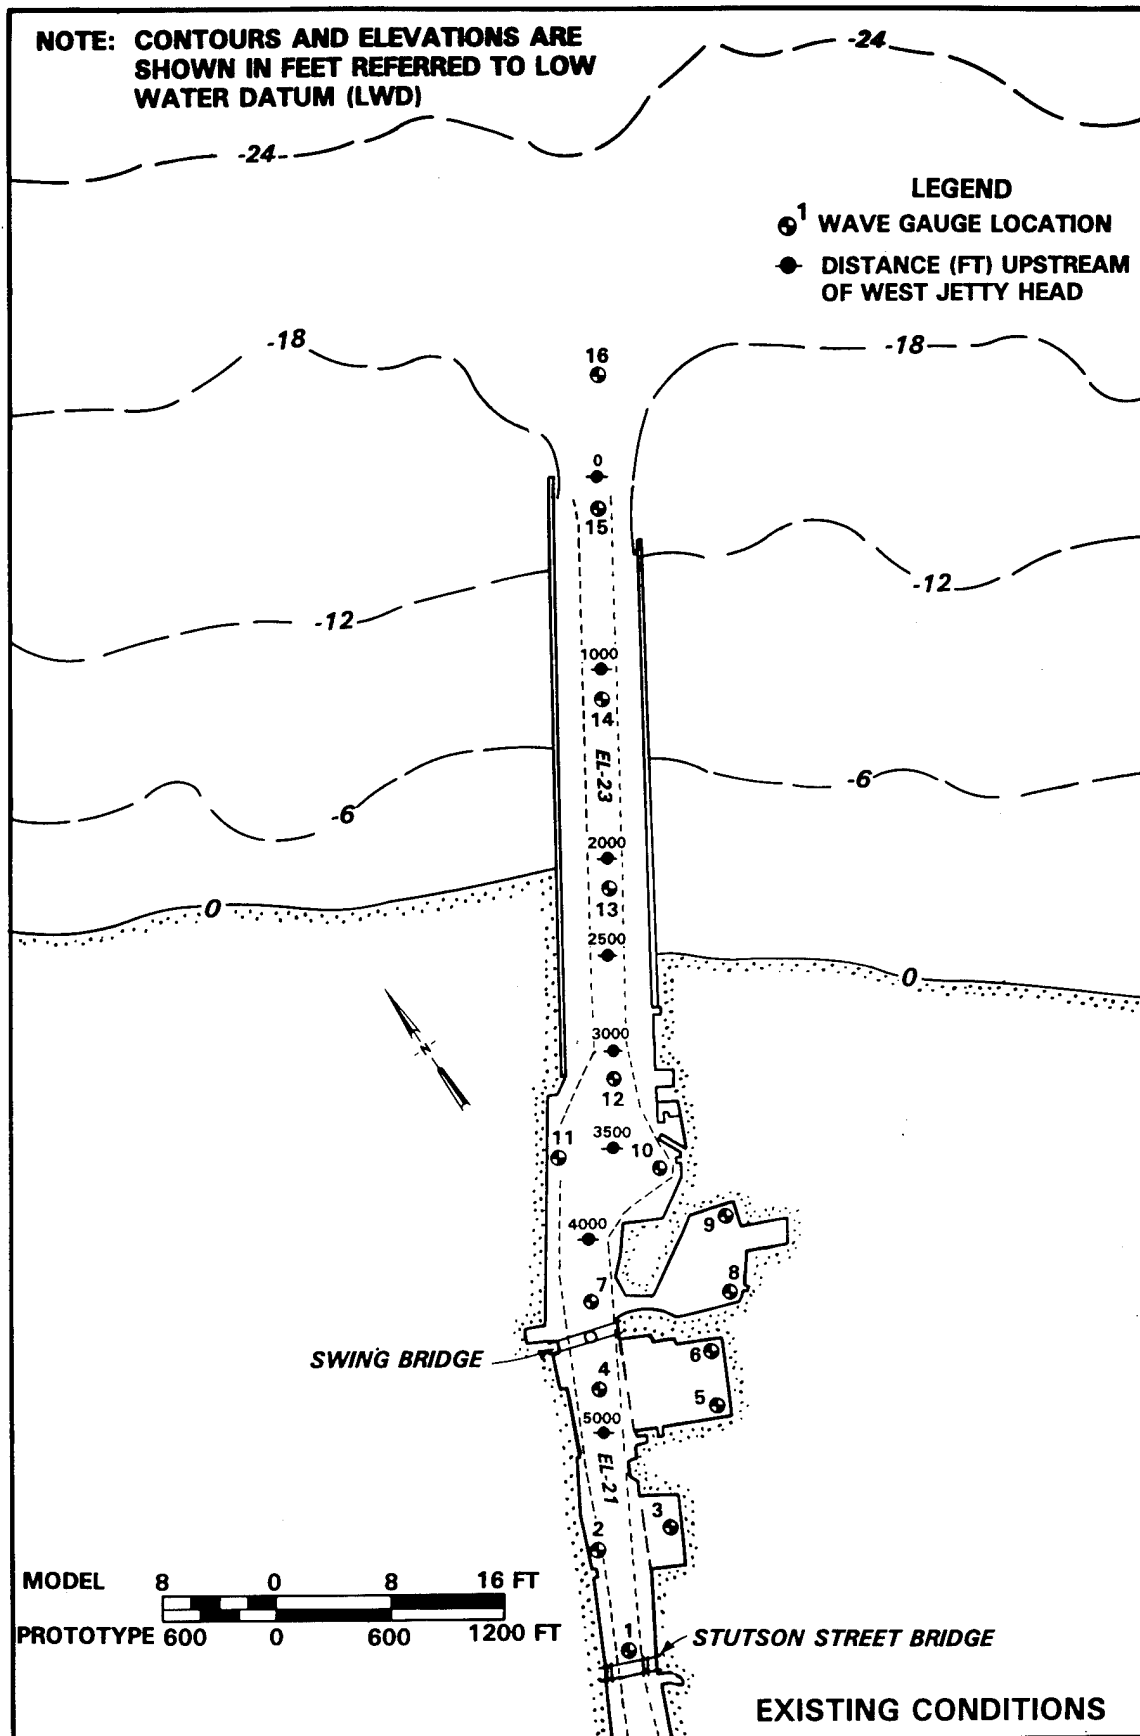 NOTE: CONTOURS AND ELEVATIONS ARE
SHOWN IN FEET REFERRED TO LOW
WATER DATUM (LWD)
-24
-24
LEGEND
1 WAVE GAUGE LOCATION
DISTANCE (FT) UPSTREAM
OF WEST JETTY HEAD
-18
-18
16
0
15
-12
-12
1000
14
EL-23
-6
-6
2000
13
0
2500
0
N
3000
12
11
3500
10
4000
9
7
8
SWING BRIDGE
4
6
5
5000
EL-21
3
2
MODEL 8 0 8 16 FT
PROTOTYPE 600 0 600 1200 FT
1
STUTSON STREET BRIDGE
EXISTING CONDITIONS